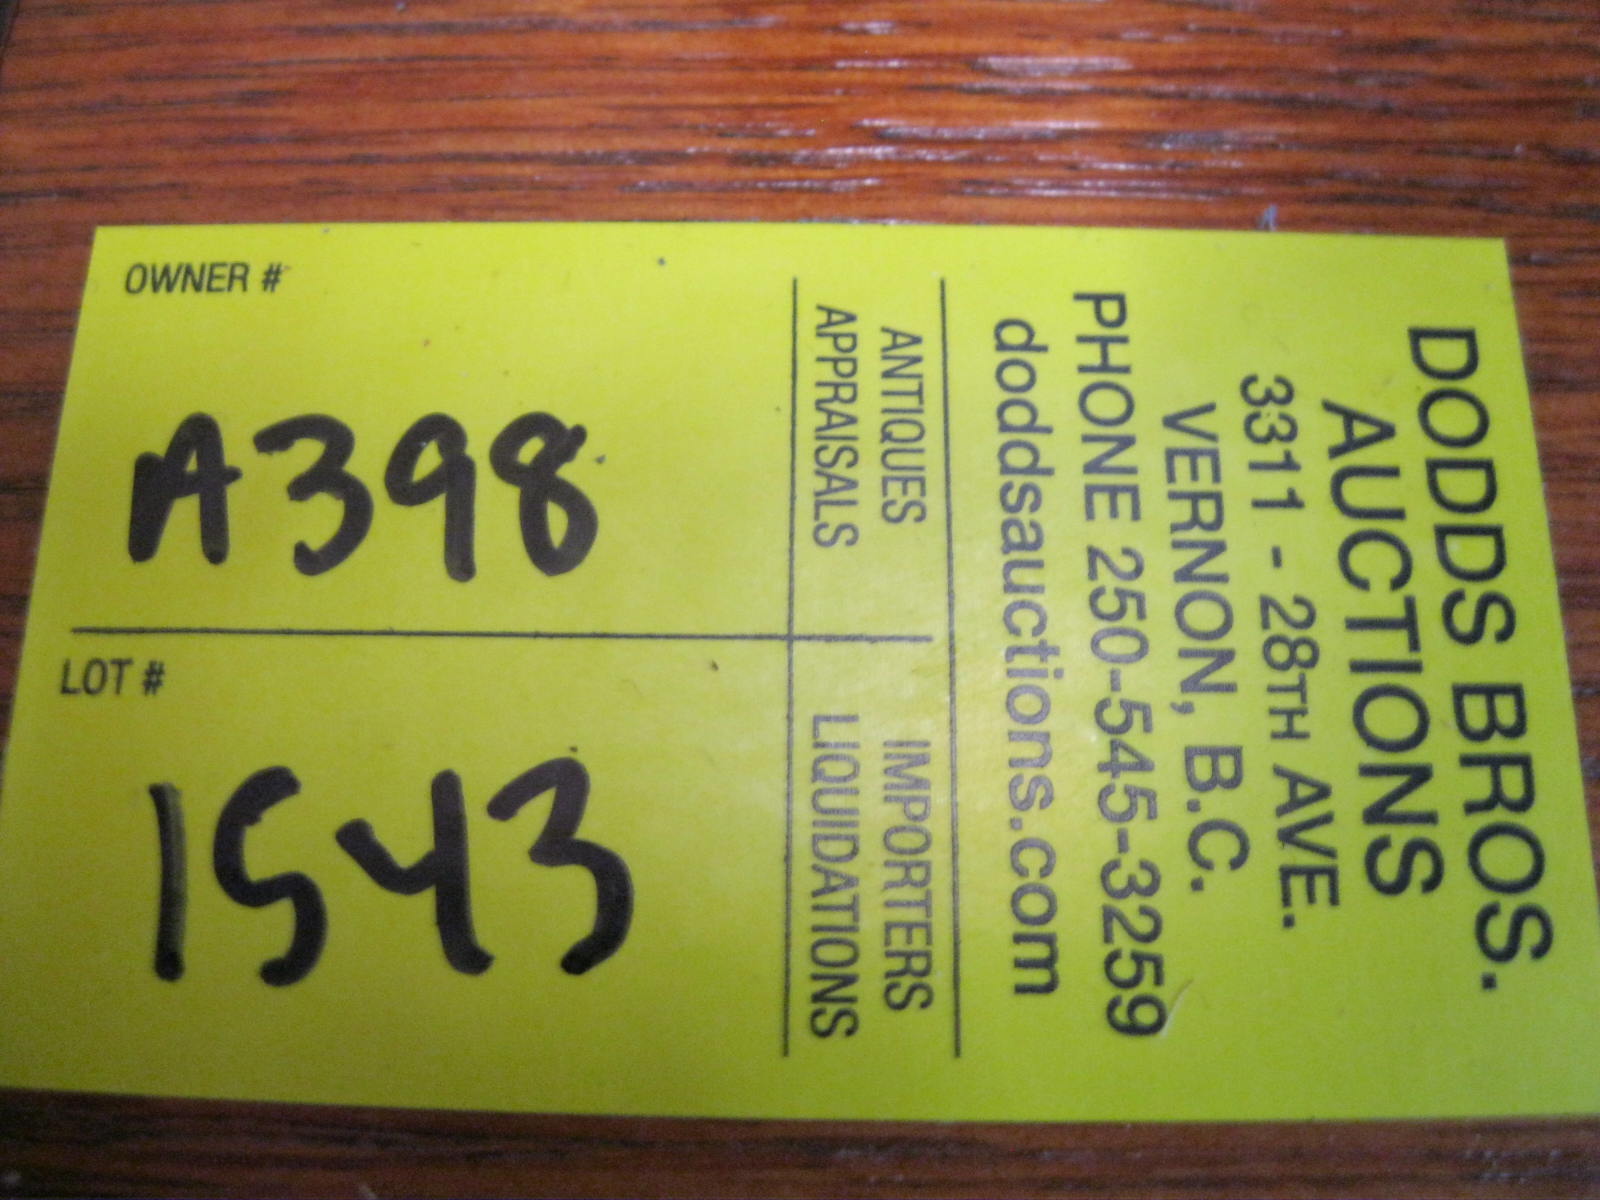 DODDS BROS.
AUCTIONS
3311 - 28TH AVE.
VERNON, B.C.
PHONE 250-545-3259
doddsauctions.com
ANTIQUES
APPRAISALS
IMPORTERS
LIQUIDATIONS
OWNER #
A398
LOT #
1543